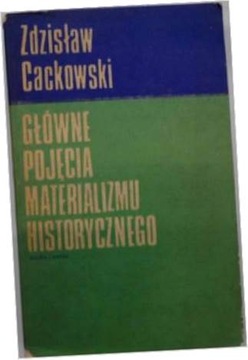 Zdzisław
Cackowski
GŁÓWNE
POJĘCIA
MATERIALIZMU
HISTORYCZNEGO